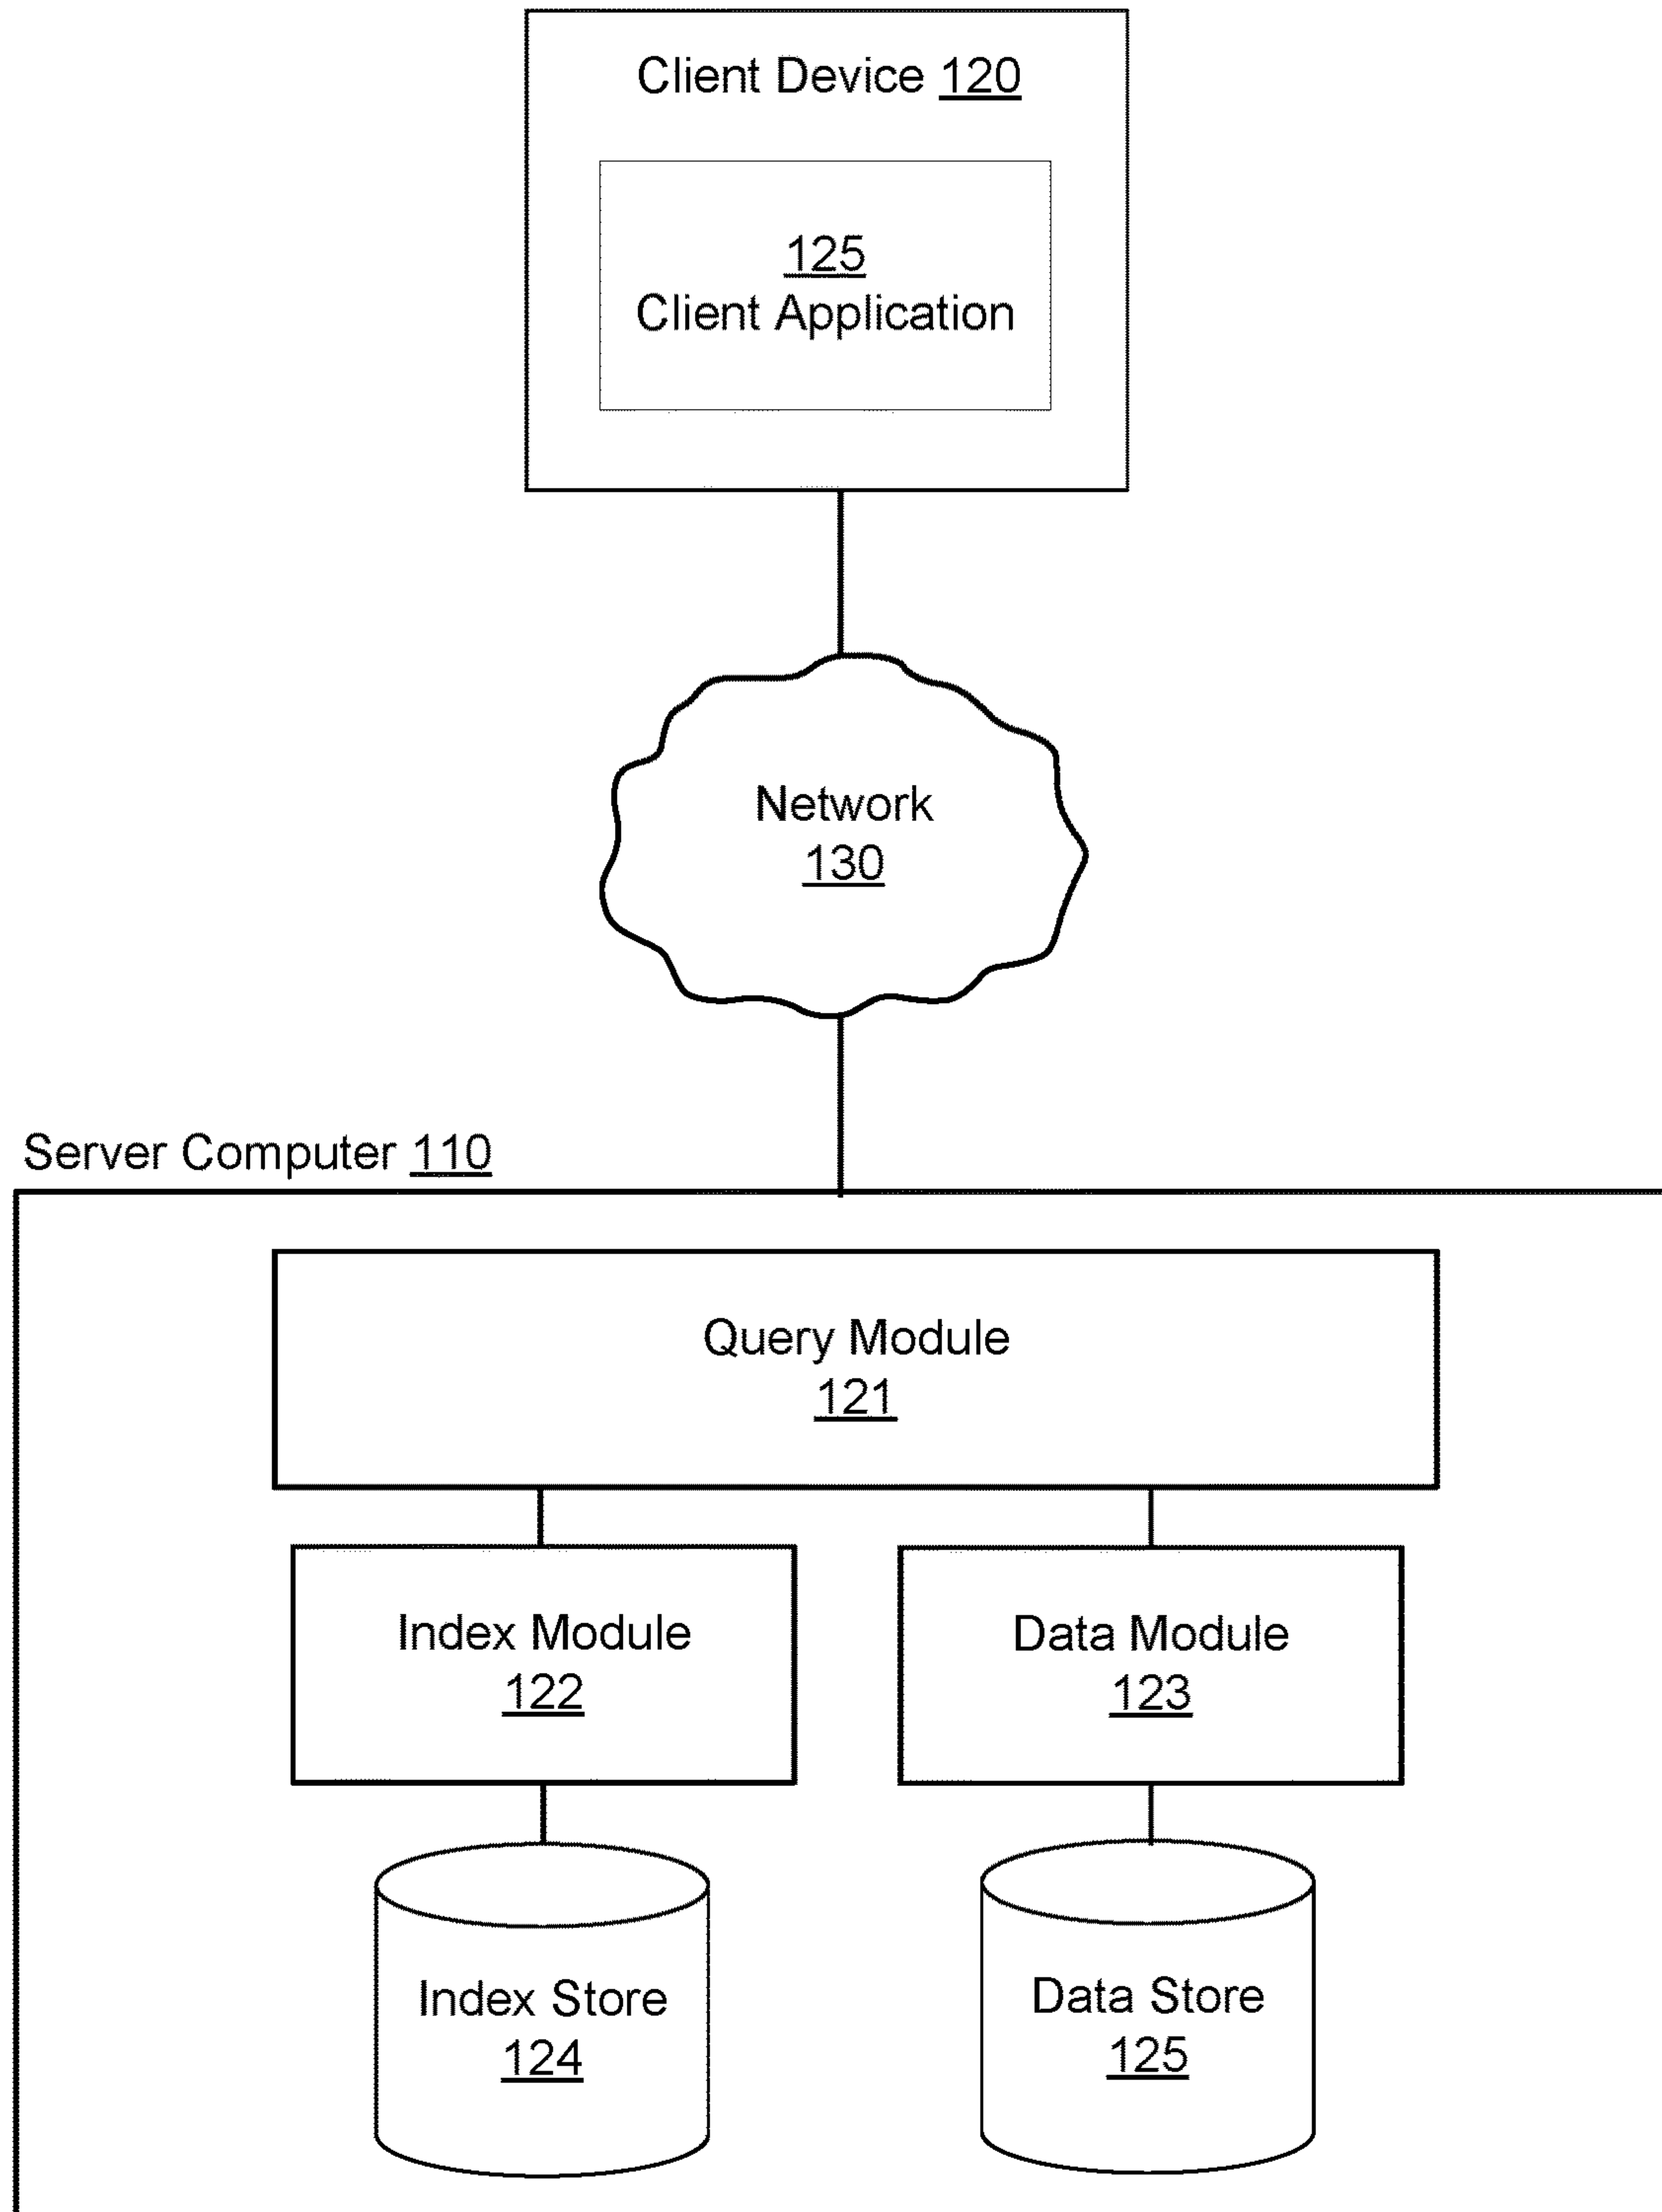 Client Device 120
125
Client Application
Network
130
Server Computer 110
Query Module
121
Index Module
122
Data Module
123
Index Store
124
Data Store
125